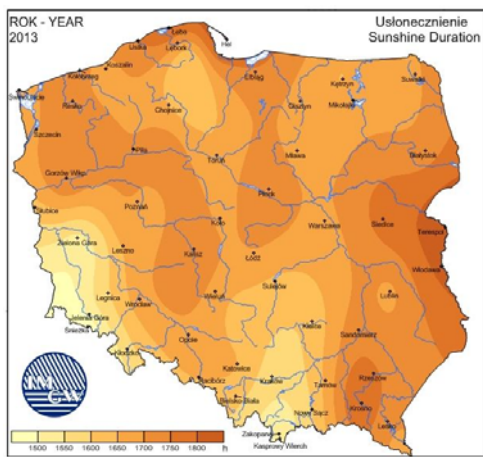 ROK - YEAR
2013
Usłonecznienie
Sunshine Duration
Łeba
Hel
Ustka
Lębork
Koszalin
Kołobrzeg
Elbląg
Kętrzyn
Suwałki
Świnoujście
Resko
Chojnice
Olsztyn
Mikołajki
Szczecin
Piła
Toruń
Mława
Białystok
Gorzów Wlkp.
Płock
Słubice
Poznań
Koło
Warszawa
Siedlce
Terespol
Zielona Góra
Leszno
Kalisz
Łódź
Włodawa
Legnica
Wrocław
Wieluń
Sulejów
Lublin
Jelenia Góra
Śnieżka
Opole
Kielce
Sandomierz
Kłodzko
Katowice
Racibórz
Kraków
Tarnów
Rzeszów
Bielsko-Biała
Nowy Sącz
Krosno
Lesko
Zakopane
Kasprowy Wierch
IM
GW
1500 1550 1600 1650 1700 1750 1800 h